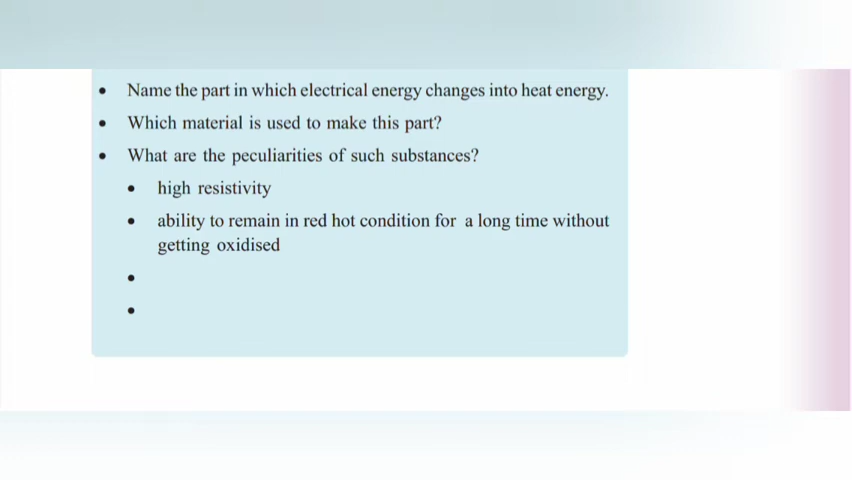 • Name the part in which electrical energy changes into heat energy.
• Which material is used to make this part?
• What are the peculiarities of such substances?
• high resistivity
• ability to remain in red hot condition for a long time without
getting oxidised
•
•